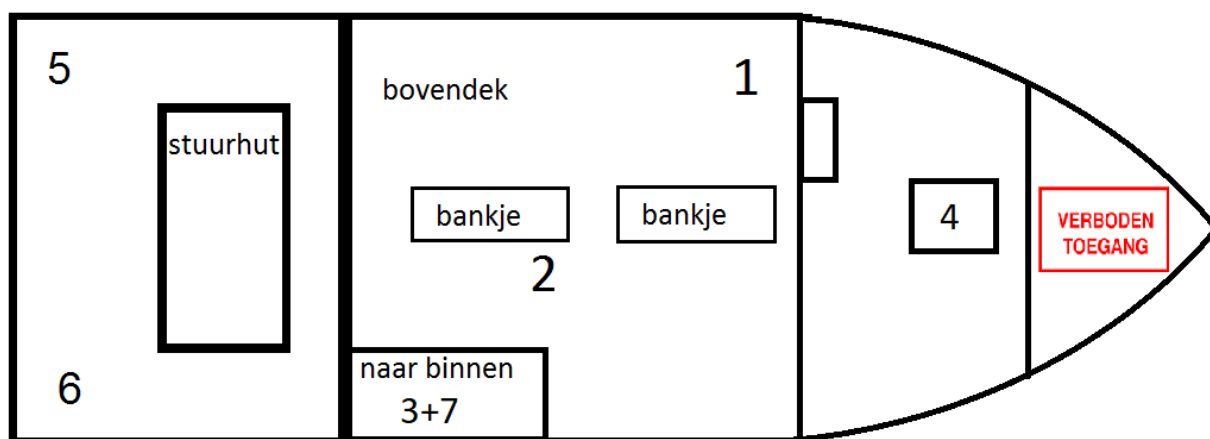 5
1
bovendek
stuurhut
bankje
bankje
4
VERBODEN
TOEGANG
2
naar binnen
3+7
6